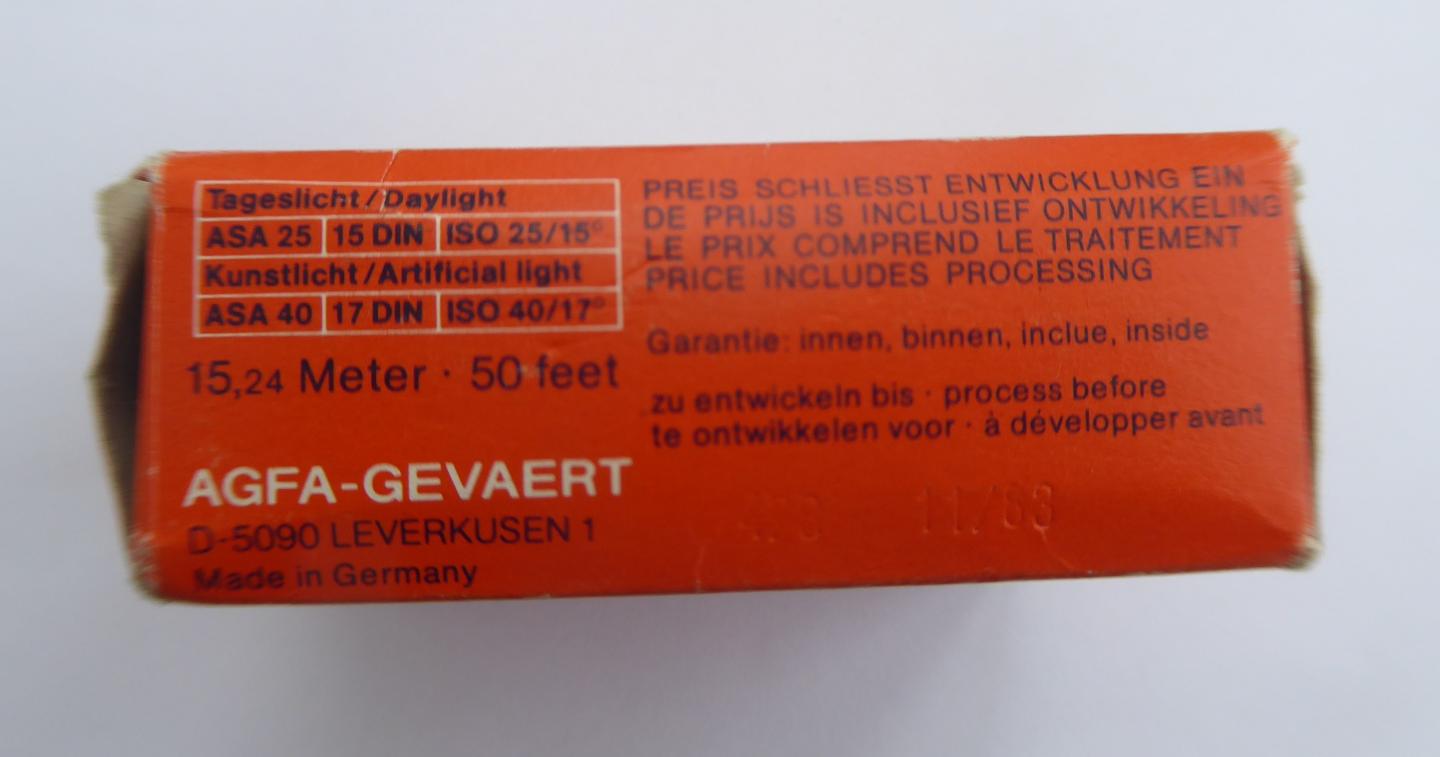 Tageslicht/Daylight
ASA 25 15 DIN ISO 25/15°
Kunstlicht/Artificial light
ASA 40 17 DIN ISO 40/17°
15,24 Meter · 50 feet
AGFA-GEVAERT
D-5090 LEVERKUSEN 1
Made in Germany
PREIS SCHLIESST ENTWICKLUNG EIN
DE PRIJS IS INCLUSIEF ONTWIKKELING
LE PRIX COMPREND LE TRAITEMENT
PRICE INCLUDES PROCESSING
Garantie: innen, binnen, inclue, inside
zu entwickeln bis · process before
te ontwikkelen voor · à développer avant
11/83